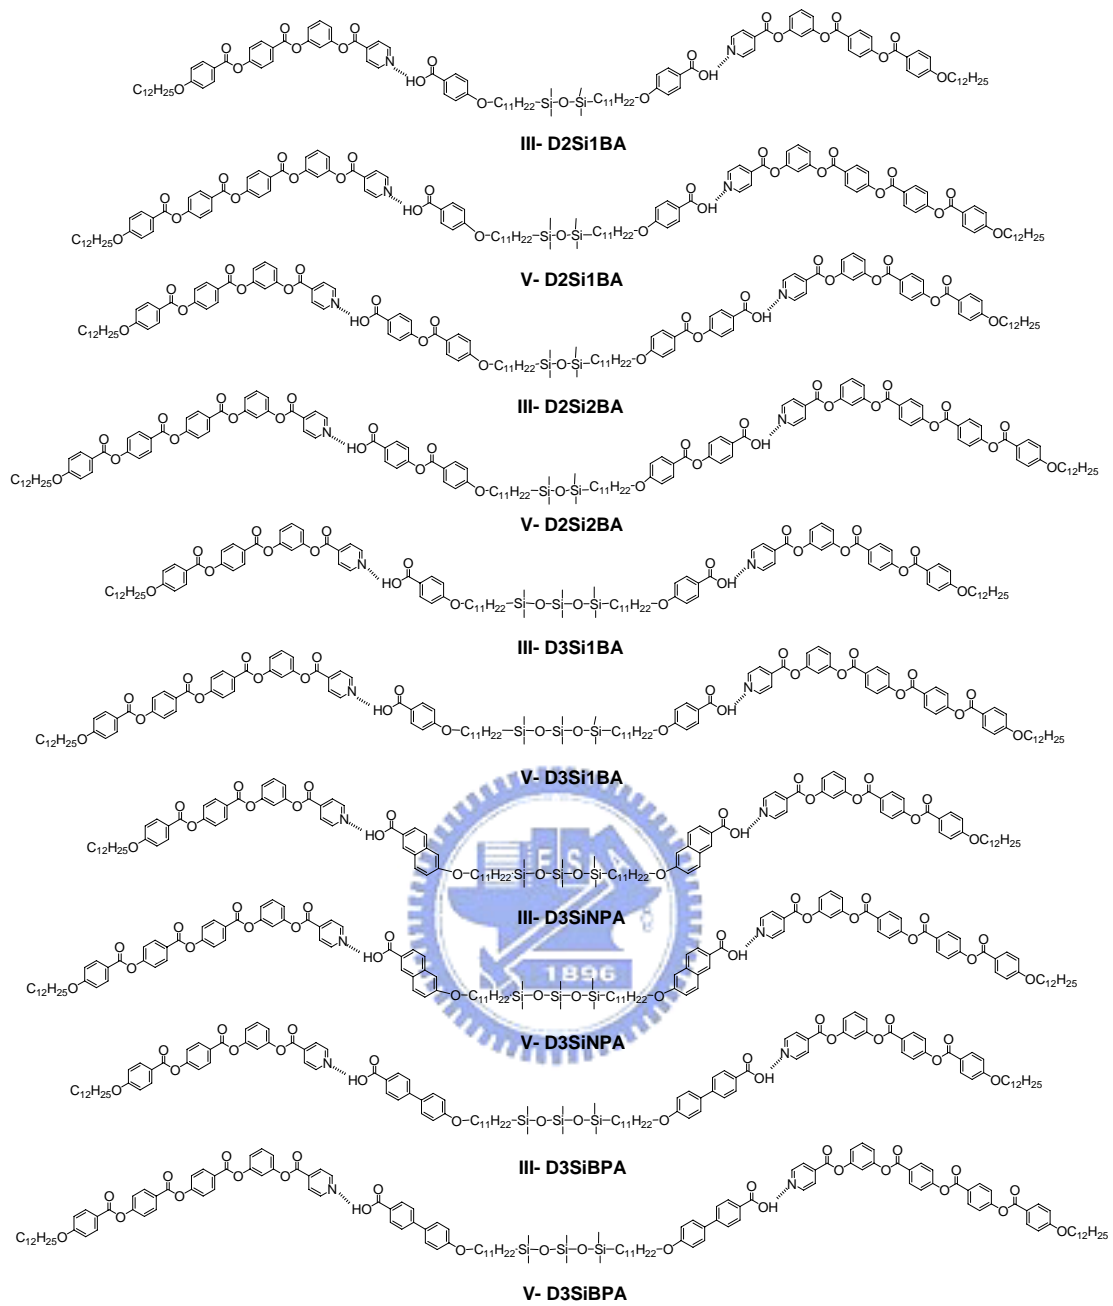 O O O O HO O O–C₁₁H₂₂–Si–O–Si–C₁₁H₂₂–O O OH N O O O O O O OC₁₂H₂₅
C₁₂H₂₅O N
III- D2Si1BA
C₁₂H₂₅O O O O O N HO O O–C₁₁H₂₂–Si–O–Si–C₁₁H₂₂–O O OH N O O O O OC₁₂H₂₅
V- D2Si1BA
C₁₂H₂₅O O O O N HO O O O O–C₁₁H₂₂–Si–O–Si–C₁₁H₂₂–O O O OH N O O O OC₁₂H₂₅
III- D2Si2BA
C₁₂H₂₅O O O O O N HO O O O O–C₁₁H₂₂–Si–O–Si–C₁₁H₂₂–O O O OH N O O O O OC₁₂H₂₅
V- D2Si2BA
C₁₂H₂₅O O O O N HO O O–C₁₁H₂₂–Si–O–Si–O–Si–C₁₁H₂₂–O O OH N O O O OC₁₂H₂₅
III- D3Si1BA
C₁₂H₂₅O O O O O N HO O O–C₁₁H₂₂–Si–O–Si–O–Si–C₁₁H₂₂–O O OH N O O O O OC₁₂H₂₅
V- D3Si1BA
C₁₂H₂₅O O O O N HO O O–C₁₁H₂₂–Si–O–Si–O–Si–C₁₁H₂₂–O O OH N O O O OC₁₂H₂₅
III- D3SiNPA
C₁₂H₂₅O O O O O N HO O O–C₁₁H₂₂–Si–O–Si–O–Si–C₁₁H₂₂–O O OH N O O O O OC₁₂H₂₅
1896
V- D3SiNPA
C₁₂H₂₅O O O O N HO O O–C₁₁H₂₂–Si–O–Si–O–Si–C₁₁H₂₂–O O OH N O O O OC₁₂H₂₅
III- D3SiBPA
C₁₂H₂₅O O O O O N HO O O–C₁₁H₂₂–Si–O–Si–O–Si–C₁₁H₂₂–O O OH N O O O O OC₁₂H₂₅
V- D3SiBPA